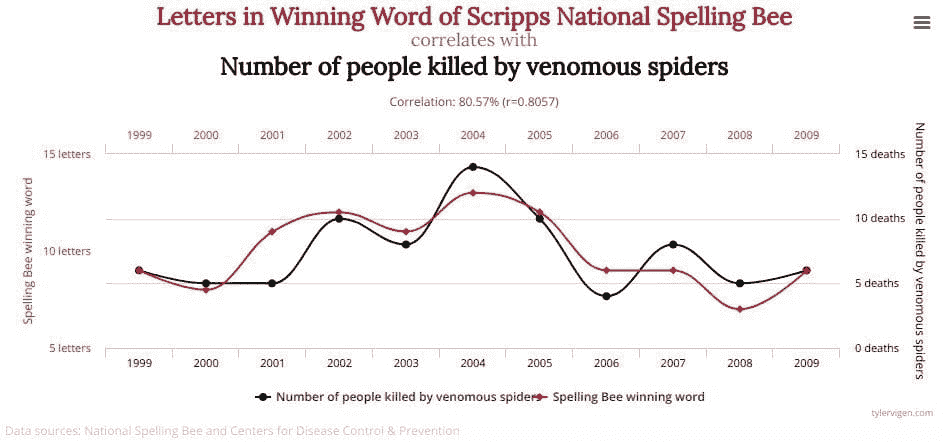 Letters in Winning Word of Scripps National Spelling Bee
correlates with
Number of people killed by venomous spiders
Correlation: 80.57% (r=0.8057)
1999 2000 2001 2002 2003 2004 2005 2006 2007 2008 2009
15 letters
10 letters
5 letters
Spelling Bee winning word
15 deaths
10 deaths
5 deaths
0 deaths
Number of people killed by venomous spiders
1999 2000 2001 2002 2003 2004 2005 2006 2007 2008 2009
Number of people killed by venomous spiders Spelling Bee winning word
tylervigen.com
Data sources: National Spelling Bee and Centers for Disease Control & Prevention